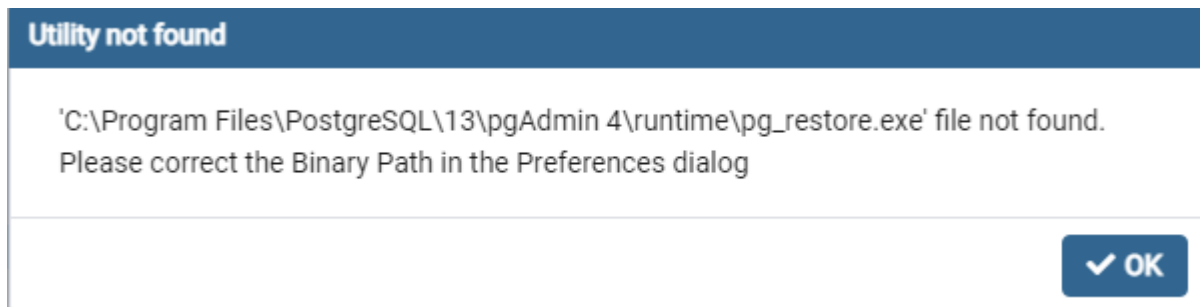 Utility not found
'C:\Program Files\PostgreSQL\13\pgAdmin 4\runtime\pg_restore.exe' file not found.
Please correct the Binary Path in the Preferences dialog
OK